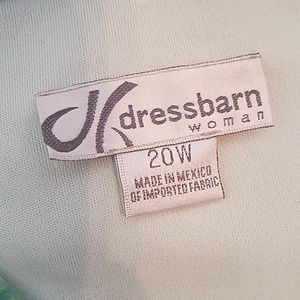 dressbarn
woman
20W
MADE IN MEXICO
OF IMPORTED FABRIC